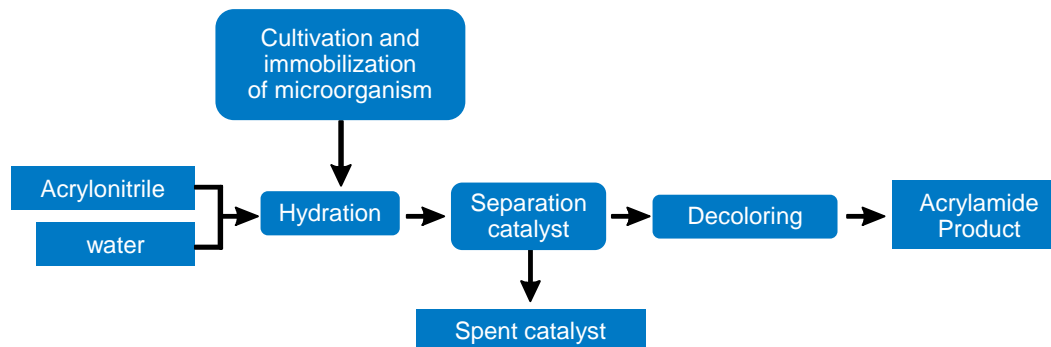 Cultivation and
immobilization
of microorganism
Acrylonitrile
water
Hydration
Separation
catalyst
Decoloring
Acrylamide
Product
Spent catalyst